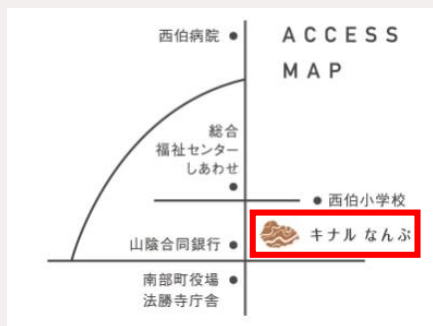 西伯病院
ACCESS
MAP
総合
福祉センター
しあわせ
西伯小学校
キナル なんぶ
山陰合同銀行
南部町役場
法勝寺庁舎